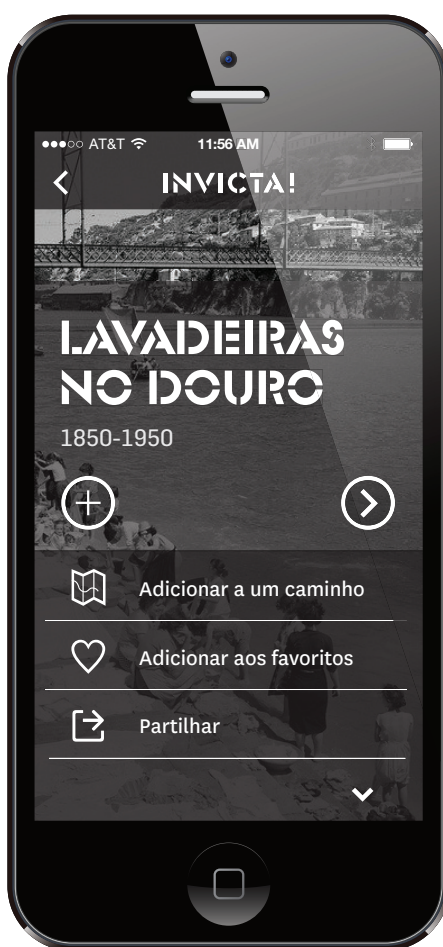 AT&T 11:56 AM
INVICTA!
LAVADEIRAS
NO DOURO
1850-1950
Adicionar a um caminho
Adicionar aos favoritos
Partilhar